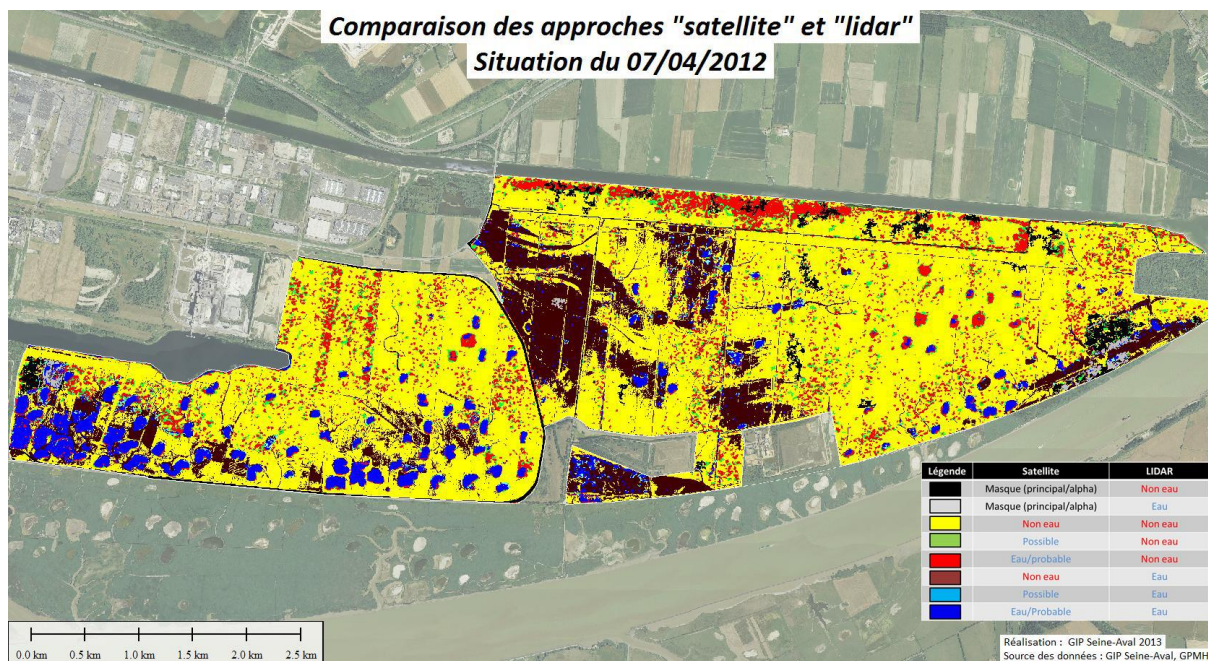 Comparaison des approches "satellite" et "lidar"
Situation du 07/04/2012
Légende Satellite LIDAR
Masque (principal/alpha) Non eau
Masque (principal/alpha) Eau
Non eau Non eau
Possible Non eau
Eau/probable Non eau
Non eau Eau
Possible Eau
Eau/Probable Eau
0.0 km 0.5 km 1.0 km 1.5 km 2.0 km 2.5 km
Réalisation : GIP Seine-Aval 2013
Source des données : GIP Seine-Aval, GPMH